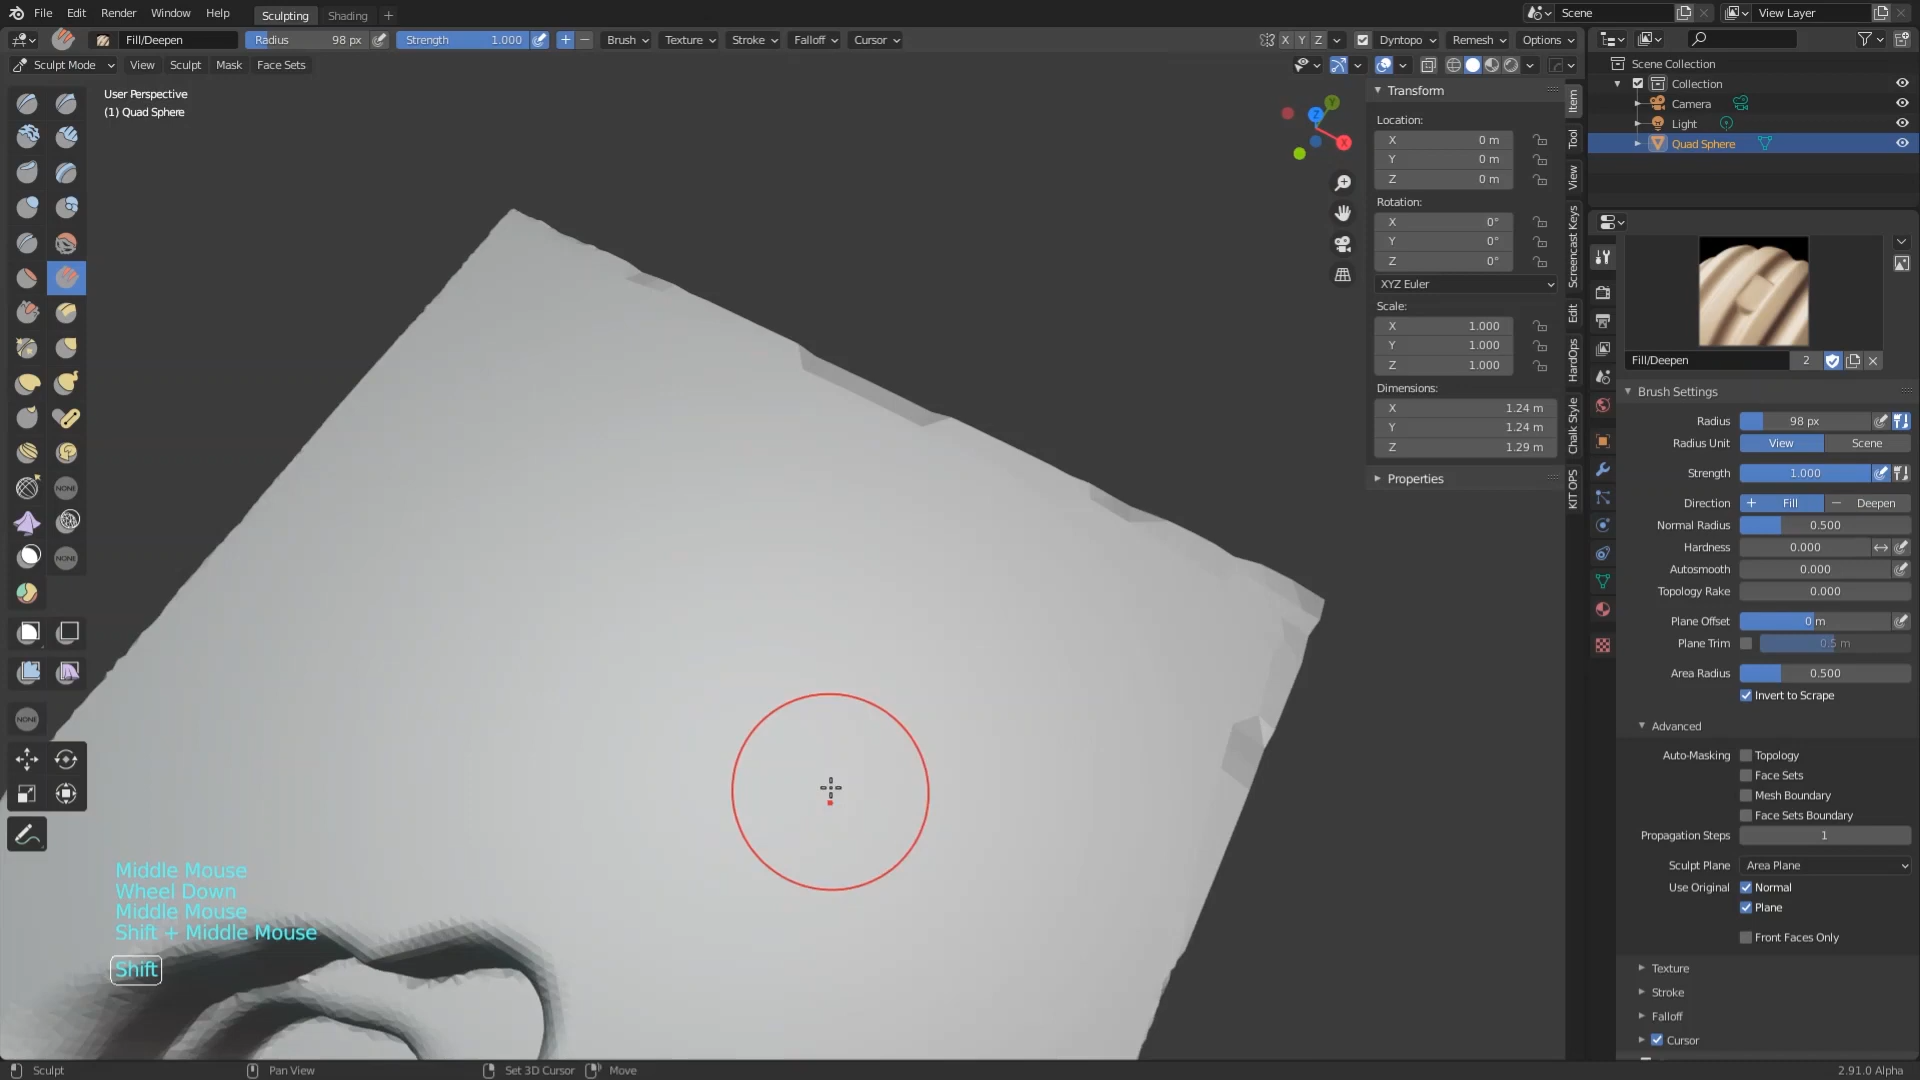 File Edit Render Window Help Sculpting Shading + Scene View Layer
Fill/Deepen Radius 98 px Strength 1.000 + − Brush Texture Stroke Falloff Cursor X Y Z Dyntopo Remesh Options
Sculpt Mode View Sculpt Mask Face Sets
User Perspective
(1) Quad Sphere
NONE
NONE
NONE
Middle Mouse
Wheel Down
Middle Mouse
Shift + Middle Mouse
Shift
Z
Y
X
Transform
Location:
X 0 m
Y 0 m
Z 0 m
Rotation:
X 0°
Y 0°
Z 0°
XYZ Euler
Scale:
X 1.000
Y 1.000
Z 1.000
Dimensions:
X 1.24 m
Y 1.24 m
Z 1.29 m
Properties
Item
Tool
View
Screencast Keys
Edit
HardOps
Chalk Style
KIT OPS
Scene Collection
Collection
Camera
Light
Quad Sphere
Fill/Deepen 2
Brush Settings
Radius 98 px
Radius Unit View Scene
Strength 1.000
Direction + Fill − Deepen
Normal Radius 0.500
Hardness 0.000
Autosmooth 0.000
Topology Rake 0.000
Plane Offset 0 m
Plane Trim 0.5 m
Area Radius 0.500
Invert to Scrape
Advanced
Auto-Masking Topology
Face Sets
Mesh Boundary
Face Sets Boundary
Propagation Steps 1
Sculpt Plane Area Plane
Use Original Normal
Plane
Front Faces Only
Texture
Stroke
Falloff
Cursor
Sculpt Pan View Set 3D Cursor Move 2.91.0 Alpha